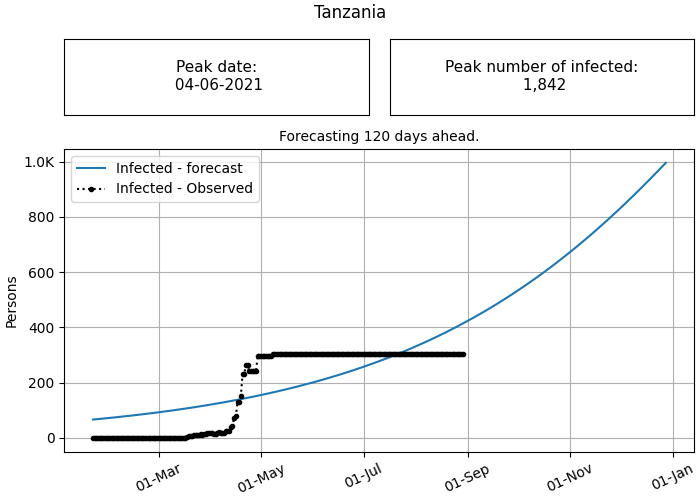 Tanzania
Peak date:
04-06-2021
Peak number of infected:
1,842
Forecasting 120 days ahead.
Infected - forecast
Infected - Observed
Persons
1.0K
800
600
400
200
0
01-Mar
01-May
01-Jul
01-Sep
01-Nov
01-Jan